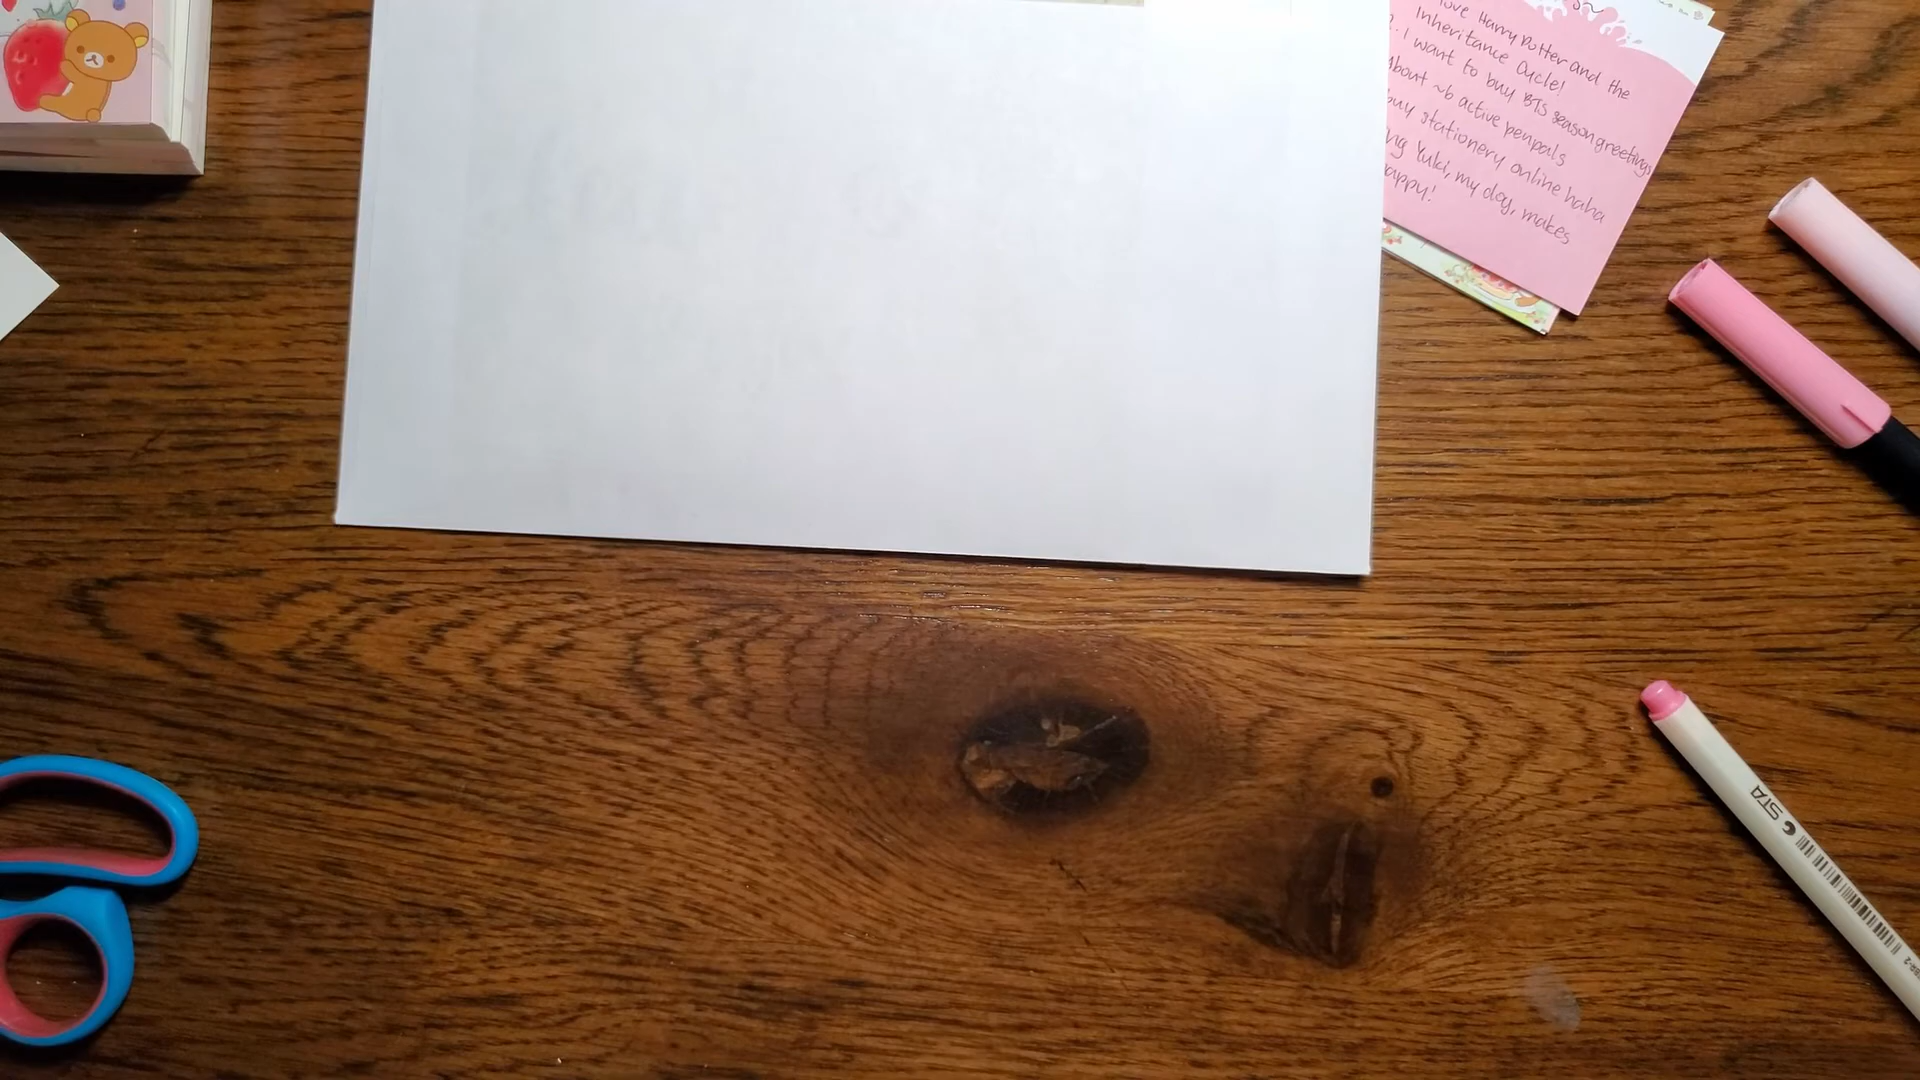 love Harry Potter and the
Inheritance Cycle!
I want to buy BTS season greetings
About ~6 active penpals
buy stationery online haha
ng Yuki, my dog, makes
appy!
STA